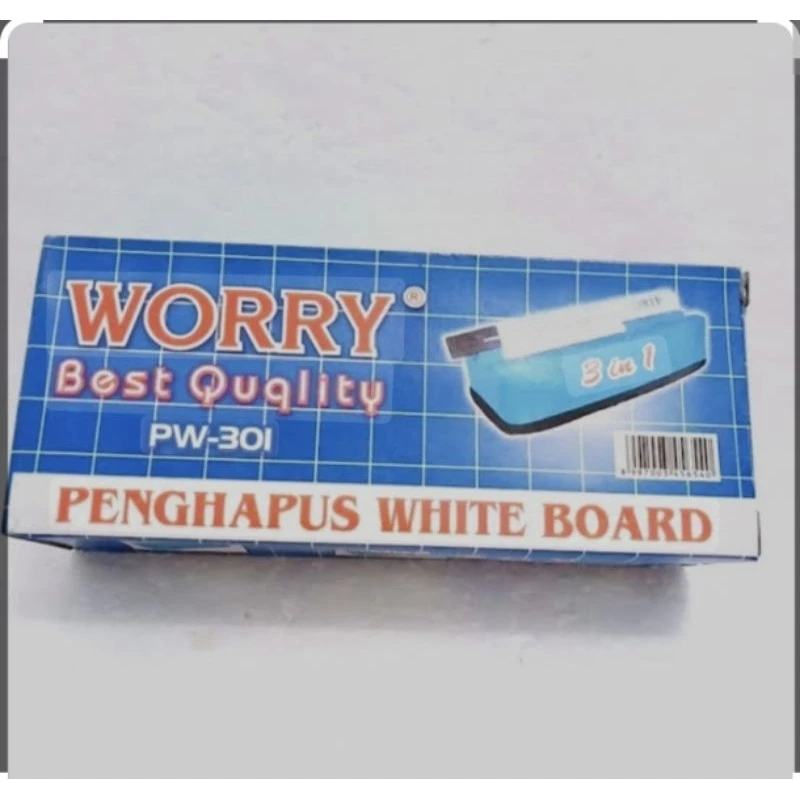 WORRY®
Best Quqlity
PW-301
3 in 1
PENGHAPUS WHITE BOARD